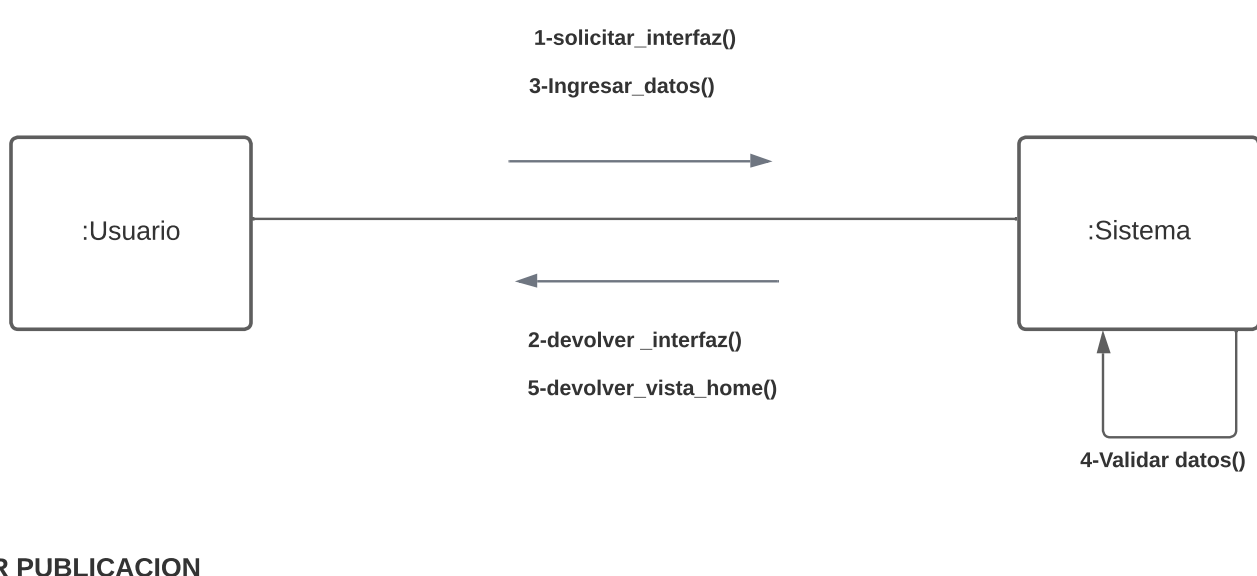 1-solicitar_interfaz()
3-Ingresar_datos()
:Usuario
:Sistema
2-devolver _interfaz()
5-devolver_vista_home()
4-Validar datos()
R PUBLICACION